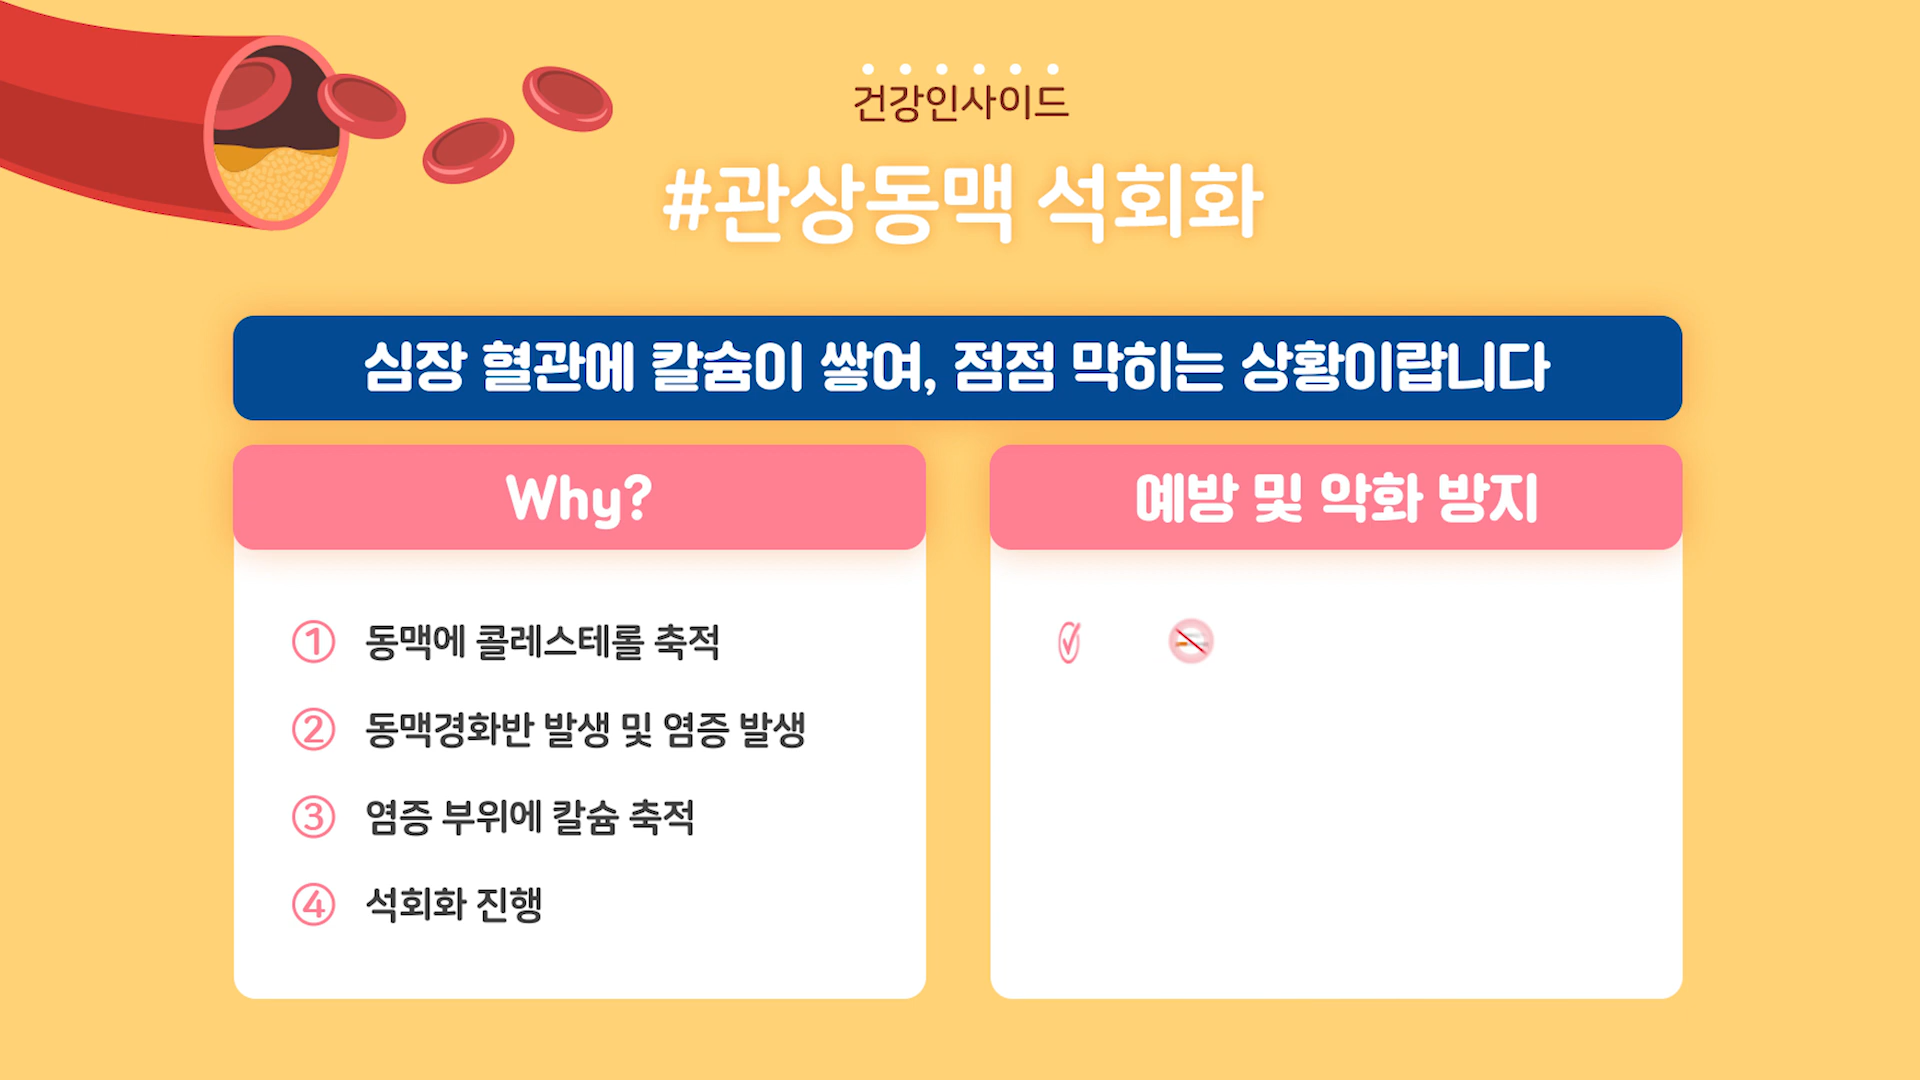 건강인사이드
#관상동맥 석회화
심장 혈관에 칼슘이 쌓여, 점점 막히는 상황이랍니다
Why?
① 동맥에 콜레스테롤 축적
② 동맥경화반 발생 및 염증 발생
③ 염증 부위에 칼슘 축적
④ 석회화 진행
예방 및 악화 방지